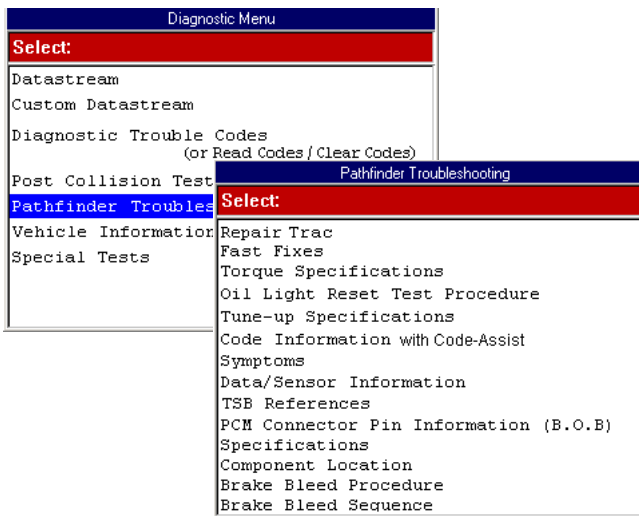 Diagnostic Menu
Select:
Datastream
Custom Datastream
Diagnostic Trouble Codes
(or Read Codes / Clear Codes)
Post Collision Test
Pathfinder Troubles
Vehicle Information
Special Tests
Pathfinder Troubleshooting
Select:
Repair Trac
Fast Fixes
Torque Specifications
Oil Light Reset Test Procedure
Tune-up Specifications
Code Information with Code-Assist
Symptoms
Data/Sensor Information
TSB References
PCM Connector Pin Information (B.O.B)
Specifications
Component Location
Brake Bleed Procedure
Brake Bleed Sequence